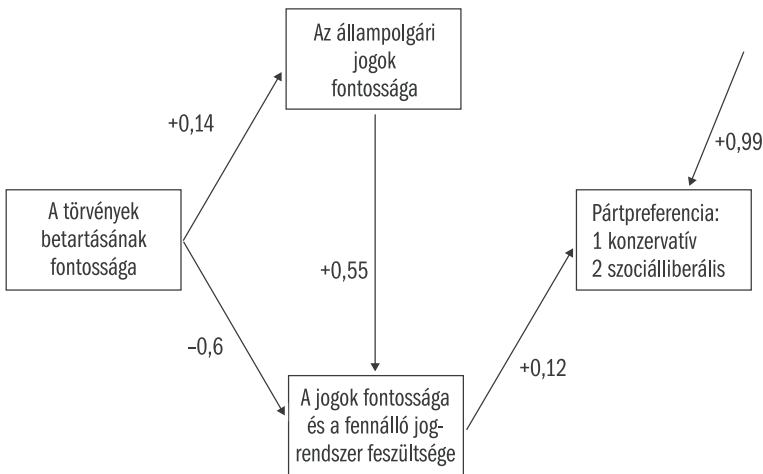 Az állampolgári
jogok
fontossága
+0,14
+0,99
A törvények
betartásának
fontossága
Pártpreferencia:
1 konzervatív
2 szociálliberális
+0,55
–0,6
+0,12
A jogok fontossága
és a fennálló jog-
rendszer feszültsége